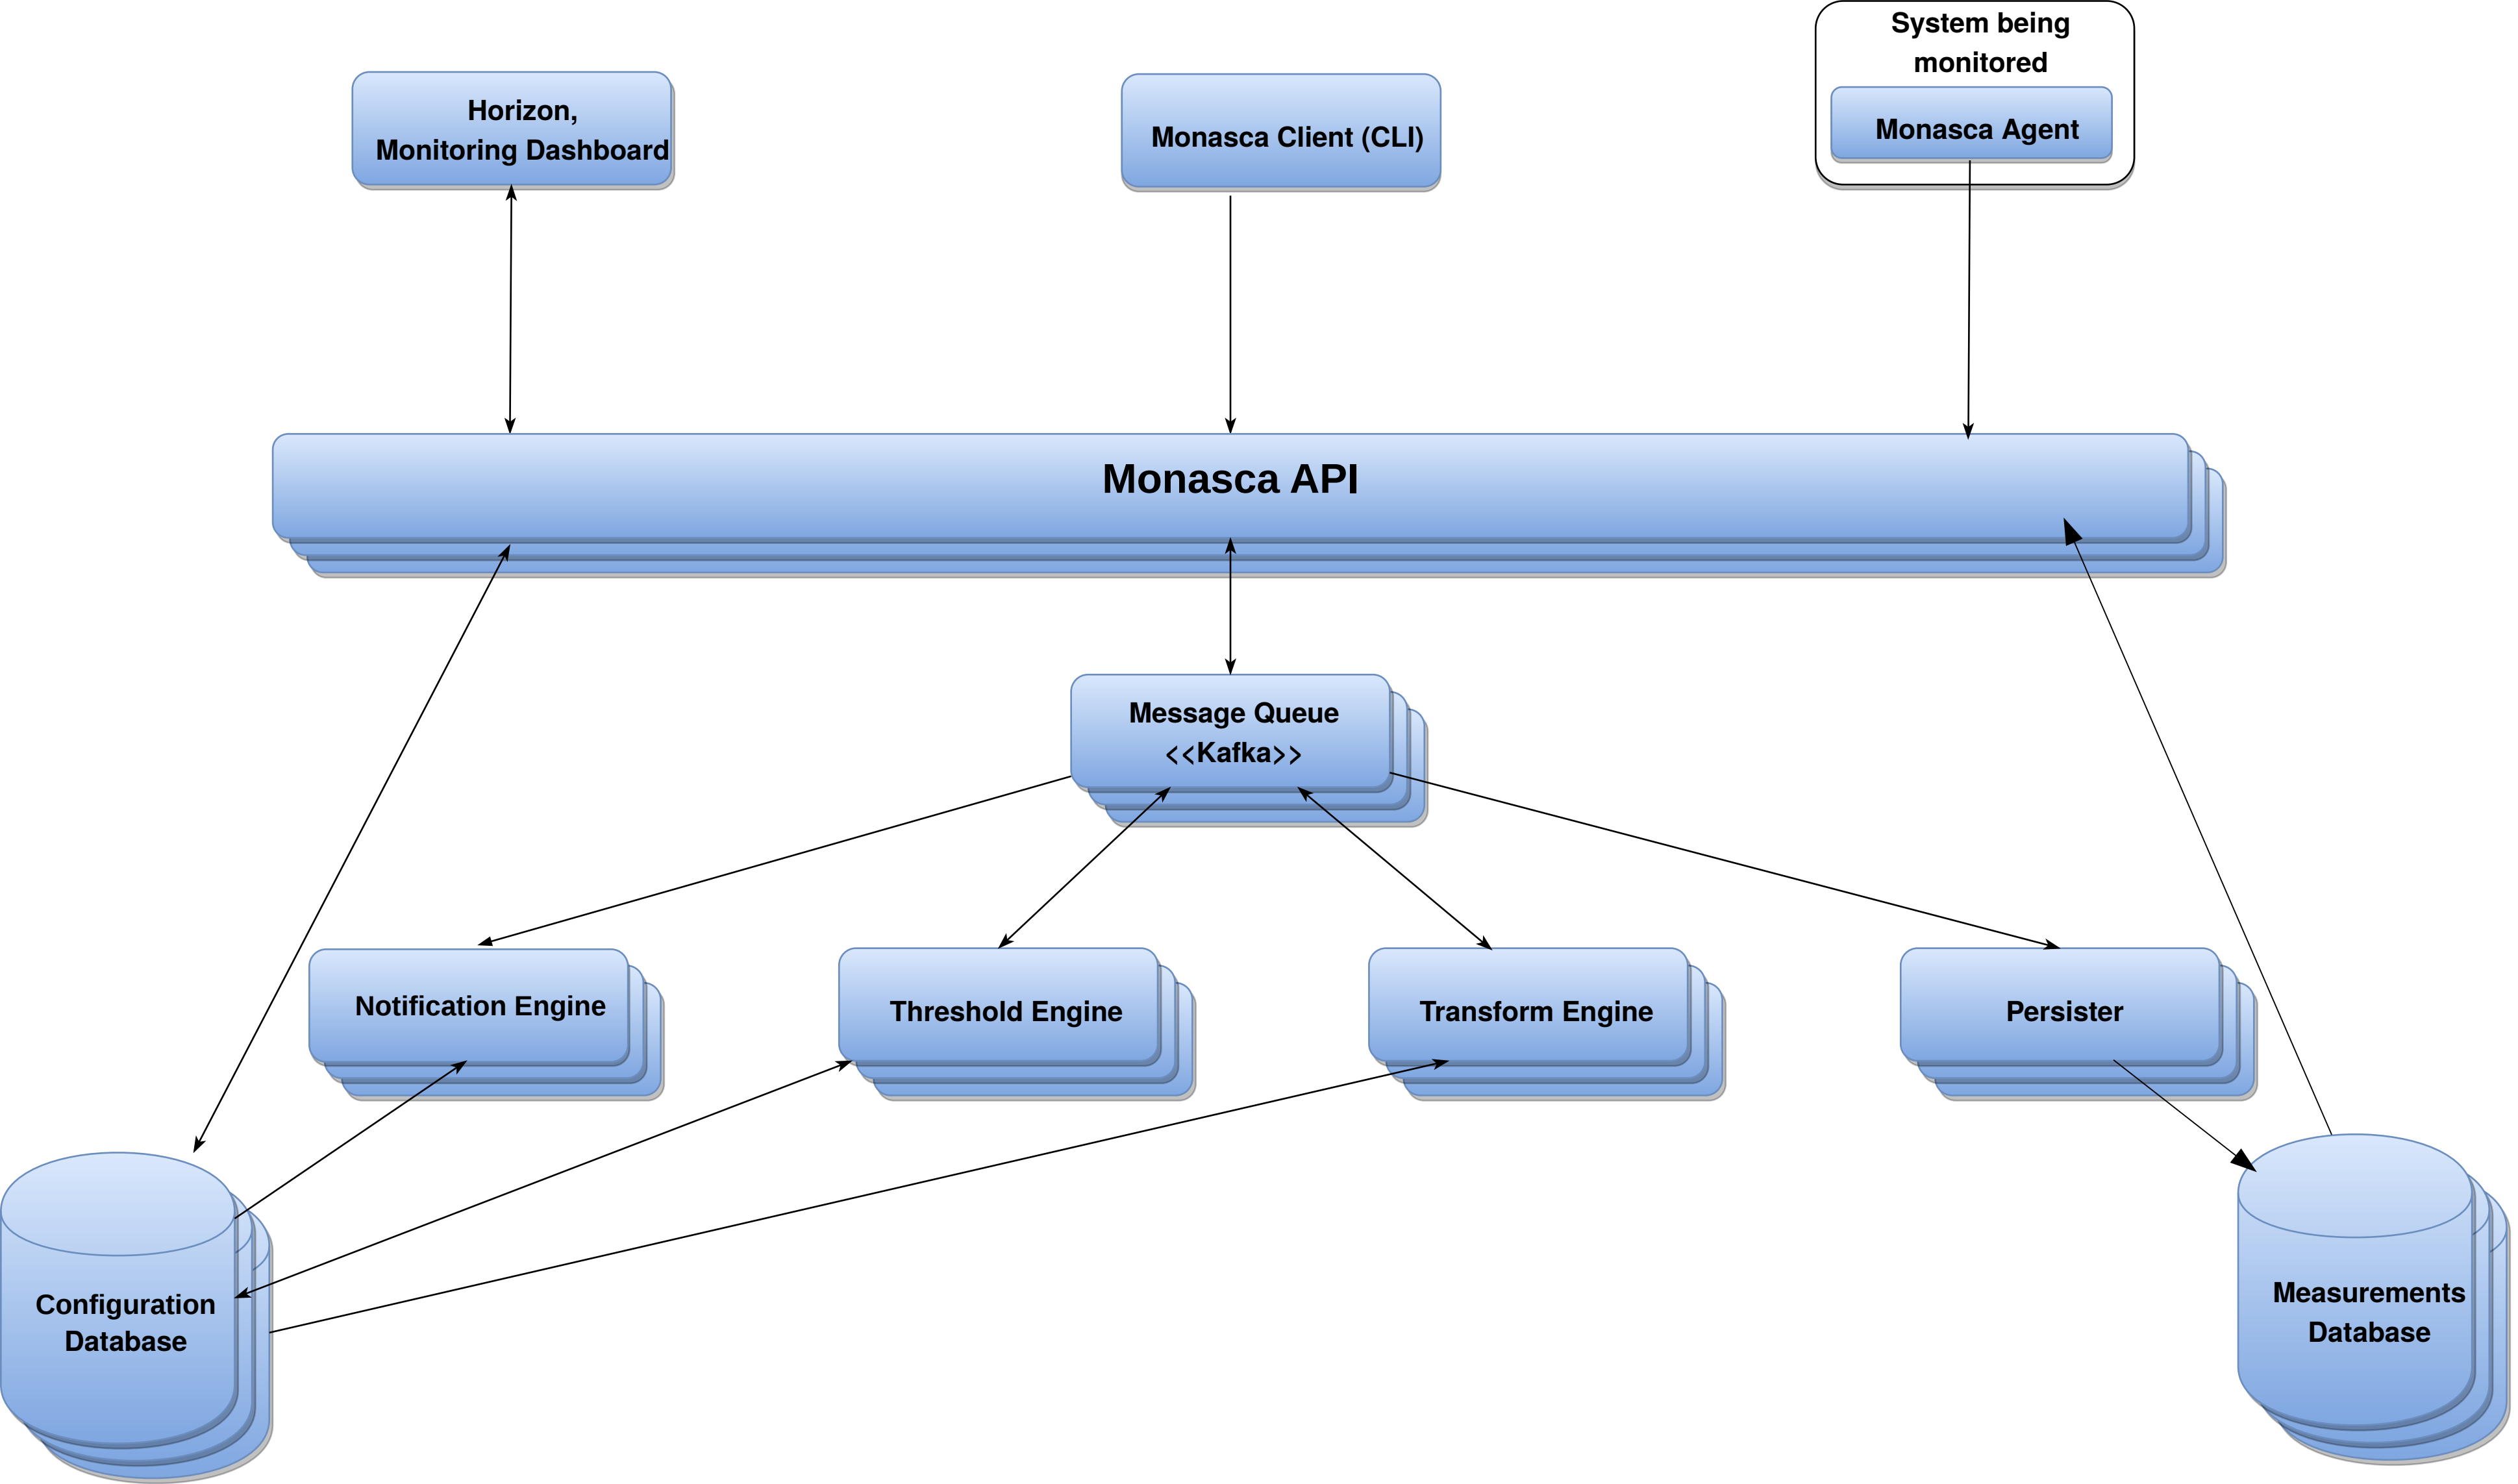 System being
monitored
Horizon,
Monitoring Dashboard
Monasca Client (CLI)
Monasca Agent
Monasca API
Message Queue
<<Kafka>>
Notification Engine
Threshold Engine
Transform Engine
Persister
Configuration
Database
Measurements
Database